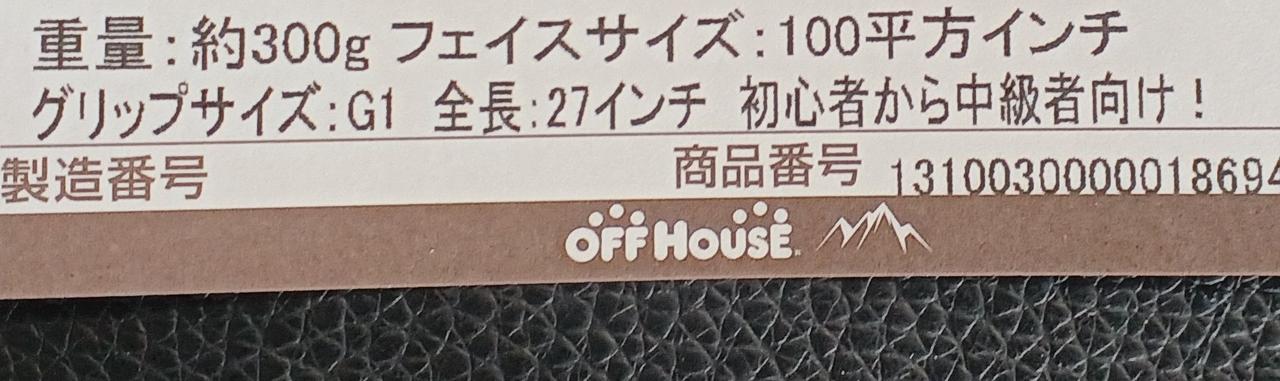 重量:約300g フェイスサイズ:100平方インチ
グリップサイズ:G1 全長:27インチ 初心者から中級者向け!
製造番号 商品番号 131003000001869​4
OFF HOUSE